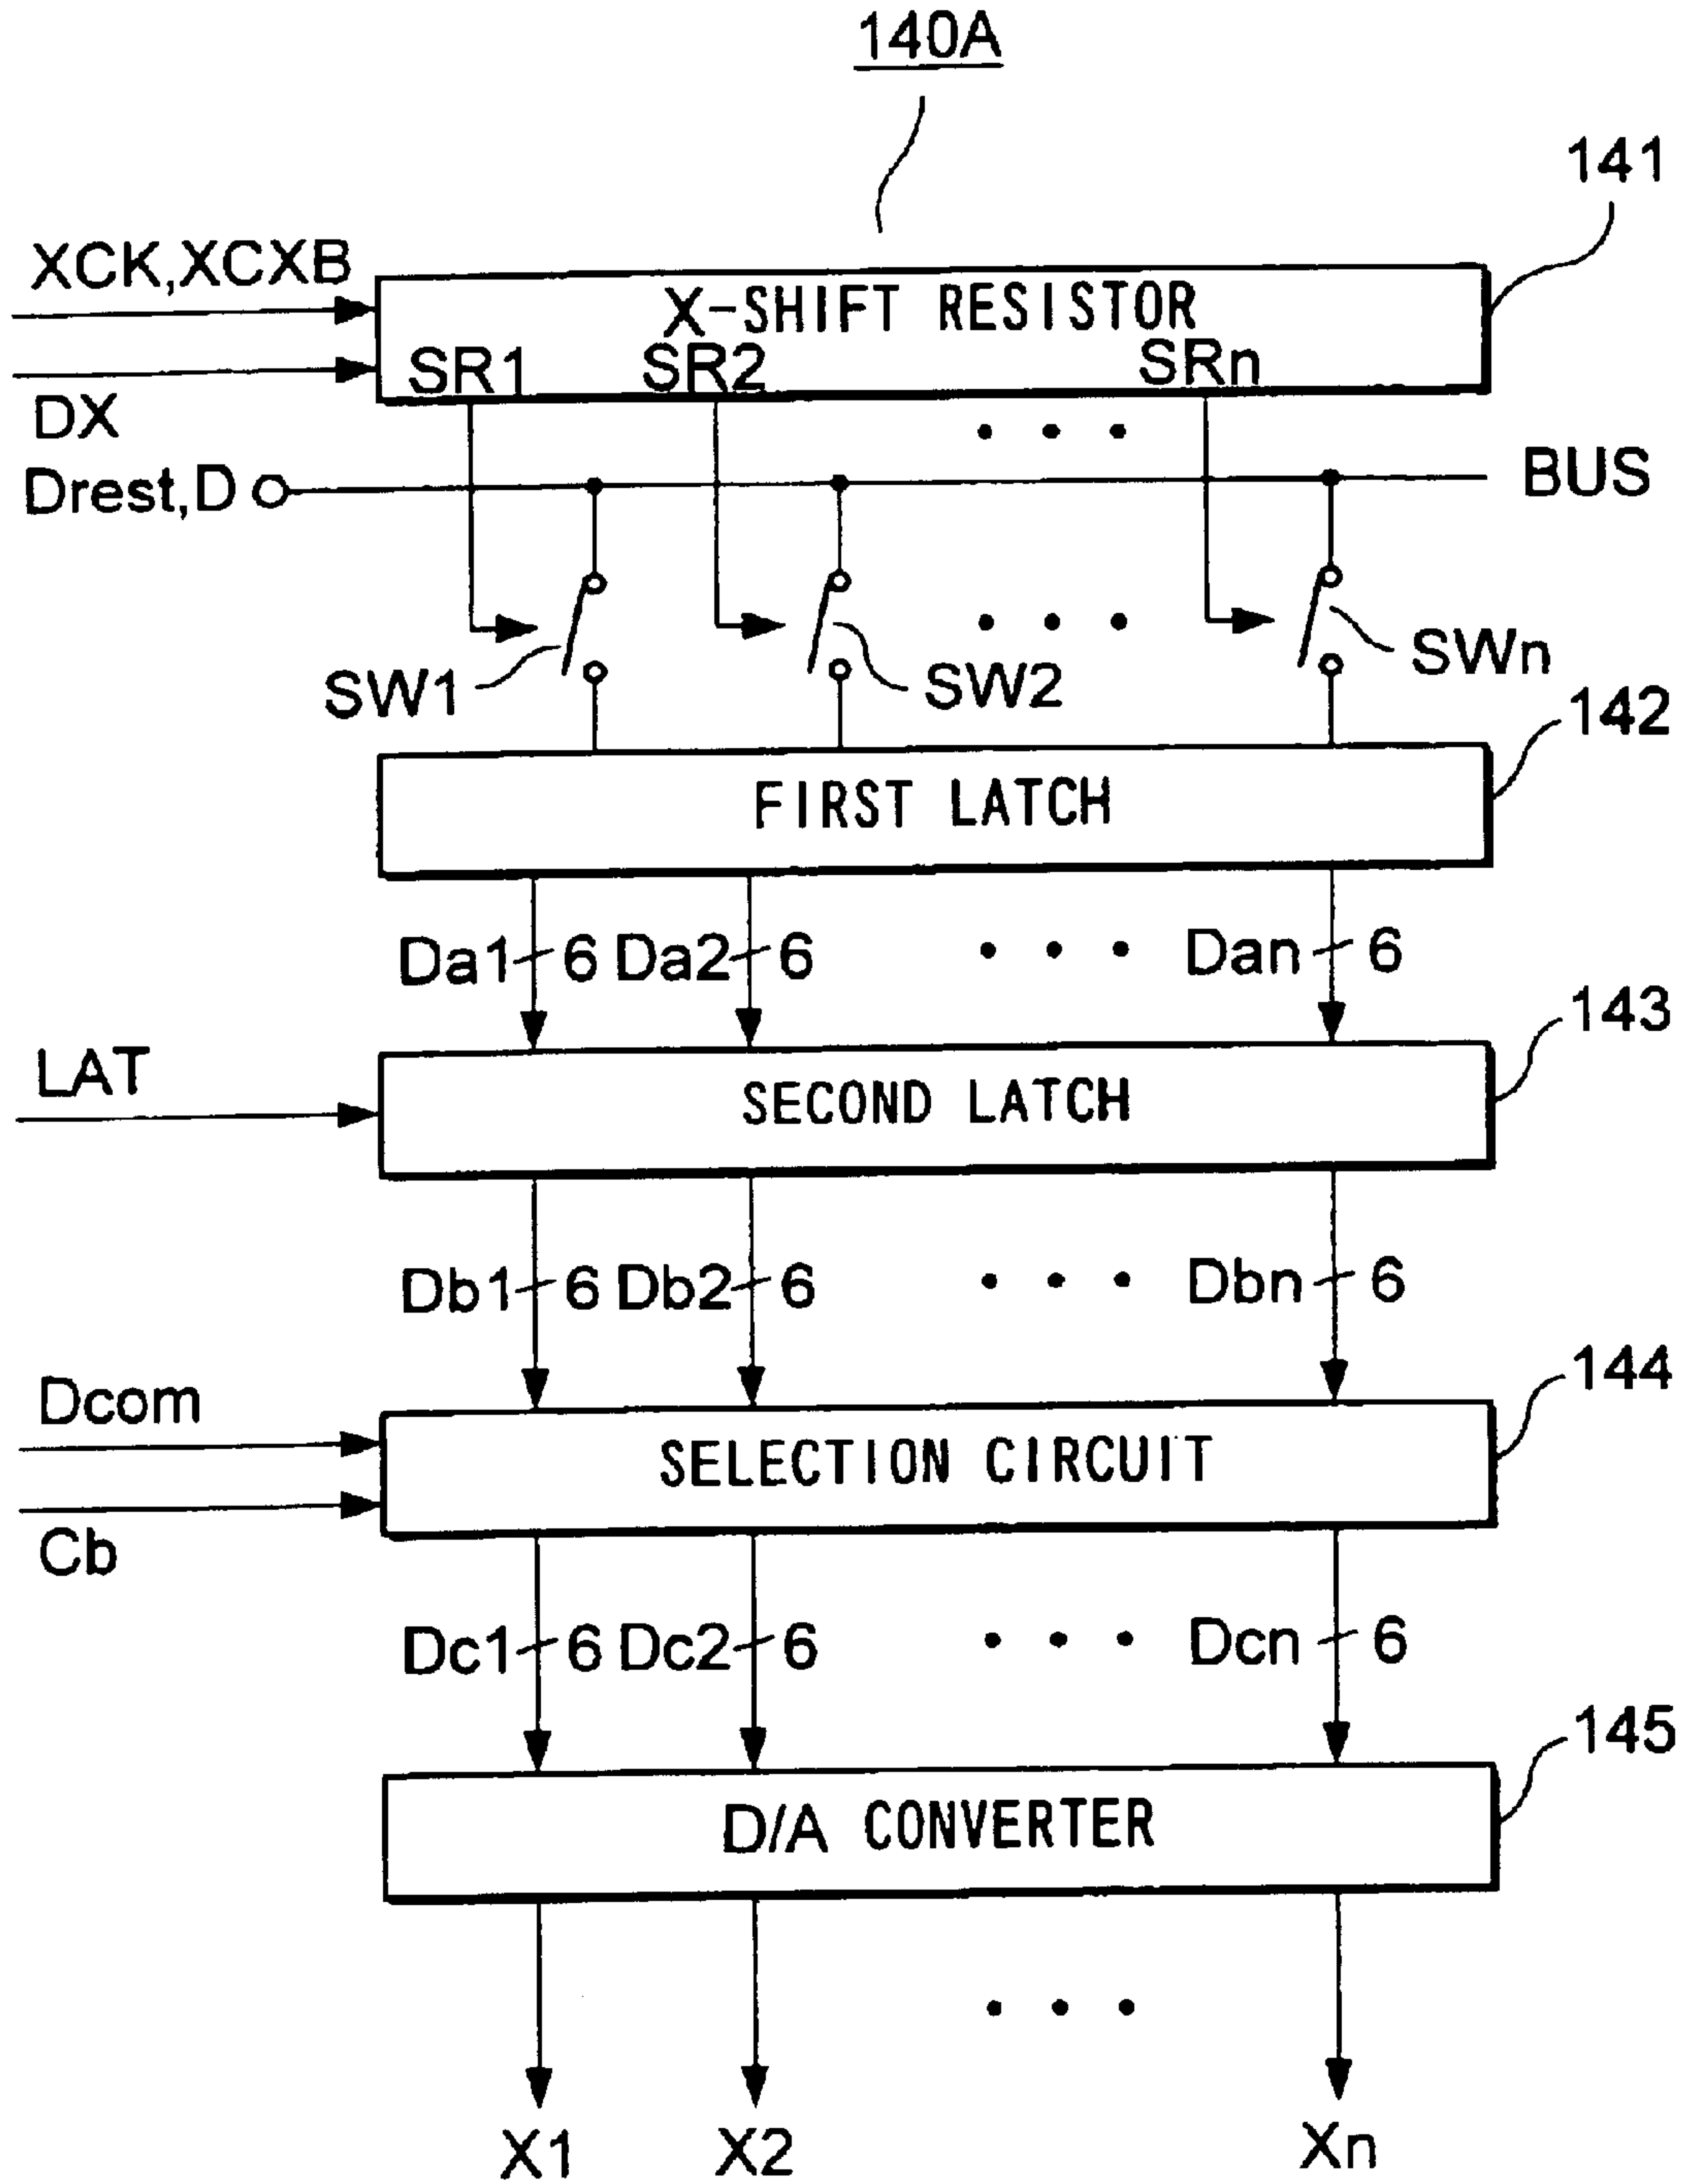 140A
141
XCK,XCXB
X-SHIFT RESISTOR
SR1 SR2 SRn
DX
Drest,D
BUS
SW1
SW2
SWn
142
FIRST LATCH
Da1 6 Da2 6 Dan 6
143
LAT
SECOND LATCH
Db1 6 Db2 6 Dbn 6
144
Dcom
SELECTION CIRCUIT
Cb
Dc1 6 Dc2 6 Dcn 6
145
D/A CONVERTER
X1 X2 Xn